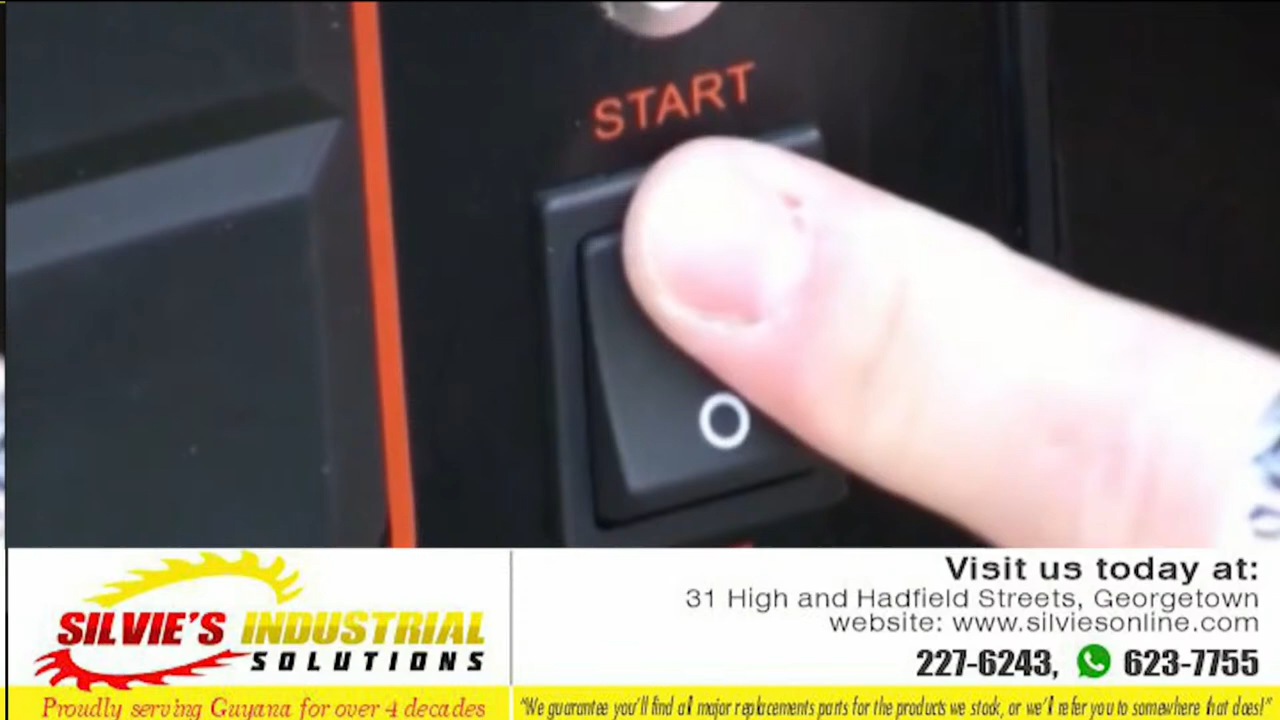 START
O
SILVIE'S INDUSTRIAL
SOLUTIONS
Proudly serving Guyana for over 4 decades
Visit us today at:
31 High and Hadfield Streets, Georgetown
website: www.silviesonline.com
227-6243, 623-7755
"We guarantee you'll find all major replacements parts for the products we stock, or we'll refer you to somewhere that does!"